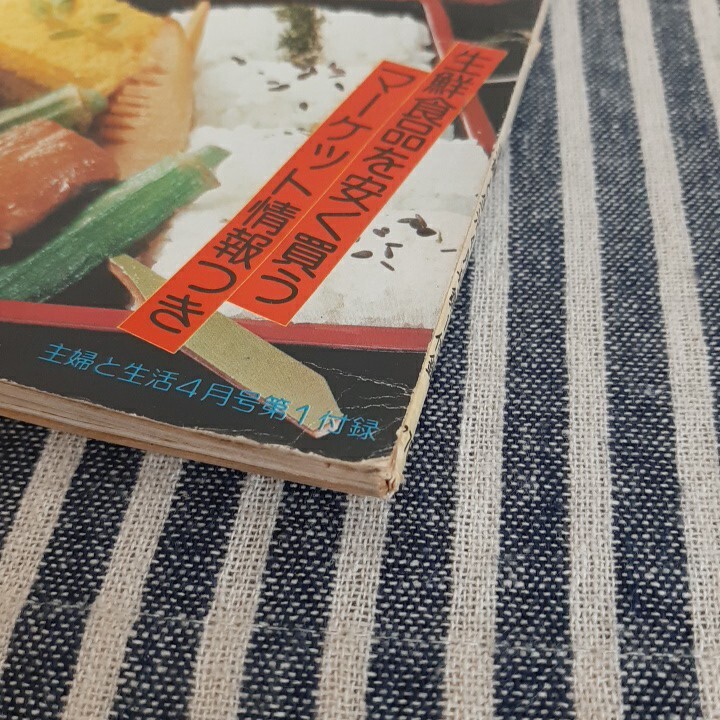 生鮮食品を安く買う
マーケット情報つき
主婦と生活4月号第1付録